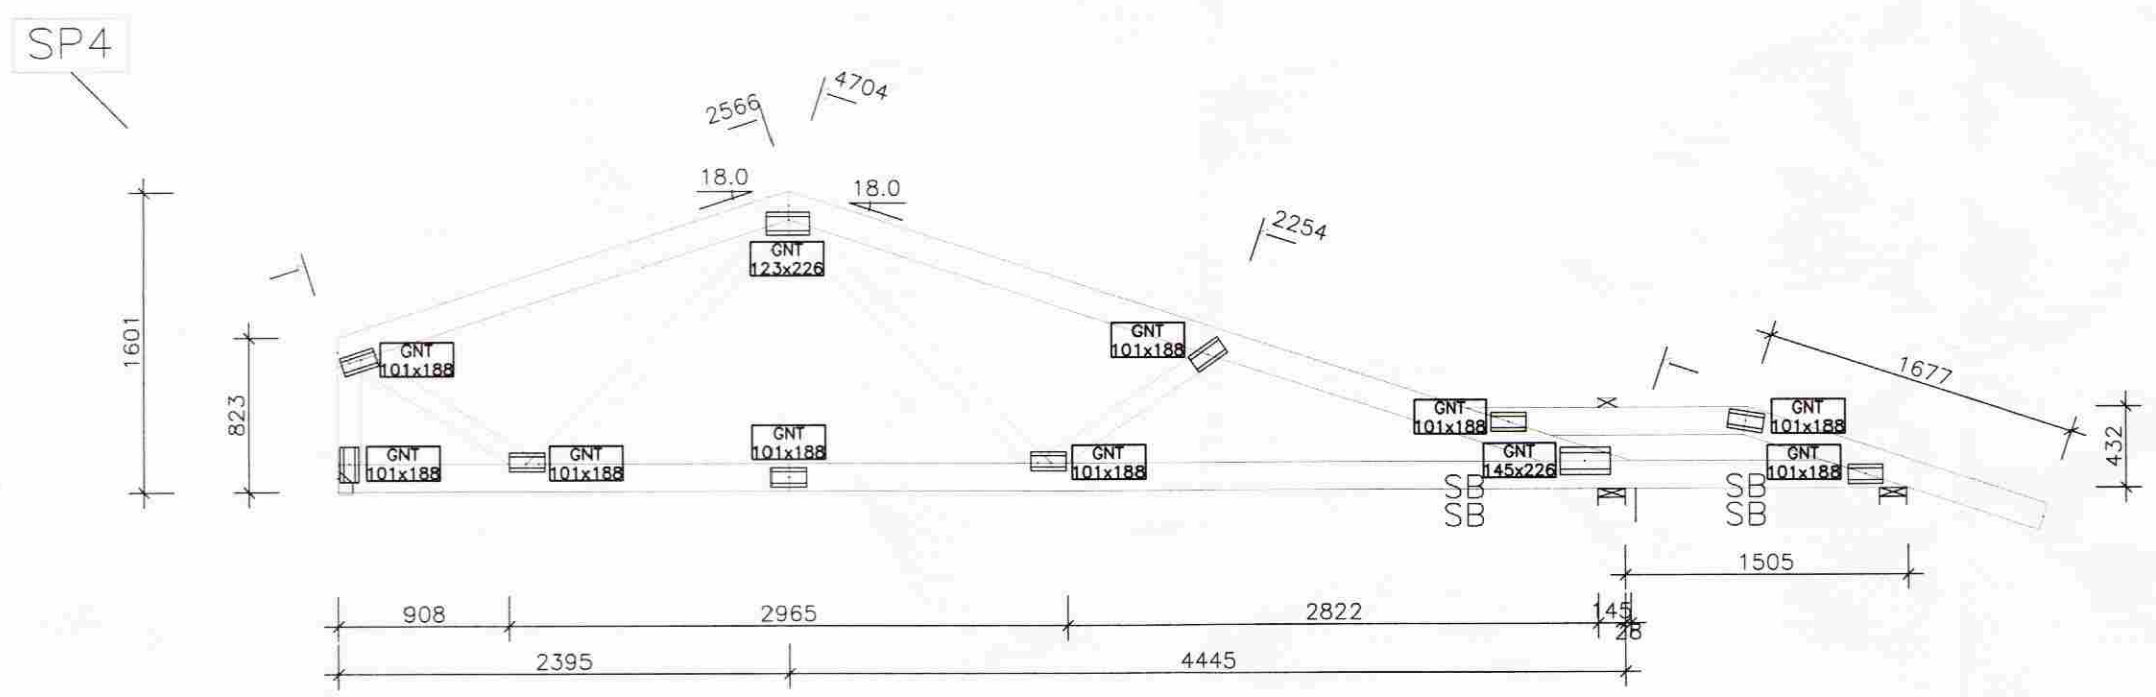 SP4
4704
2566
18.0
18.0
2254
1601
GNT
123x226
823
GNT
101x188
GNT
101x188
1677
GNT
101x188
GNT
101x188
432
GNT
101x188
GNT
101x188
GNT
101x188
GNT
101x188
GNT
145x226
GNT
101x188
SB
SB
SB
SB
1505
908
2965
2822
145
28
2395
4445